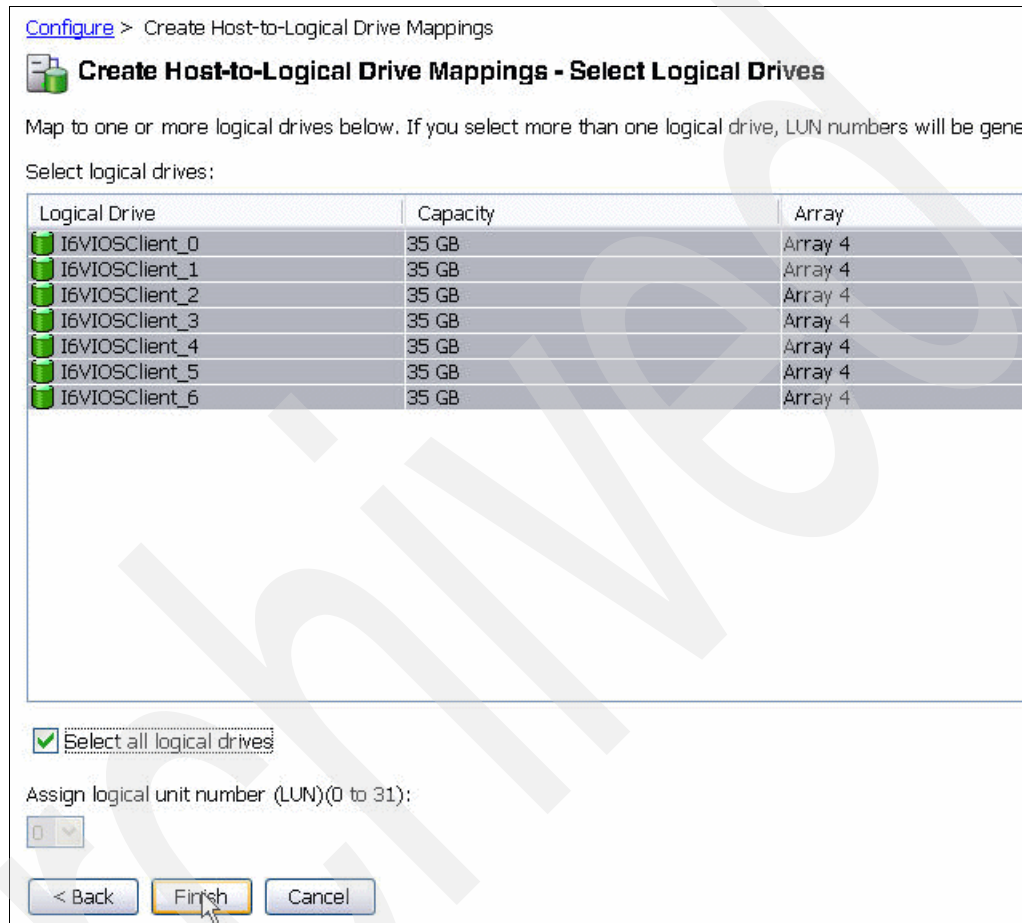 Configure > Create Host-to-Logical Drive Mappings
Create Host-to-Logical Drive Mappings - Select Logical Drives
Map to one or more logical drives below. If you select more than one logical drive, LUN numbers will be gene
Select logical drives:
Logical Drive Capacity Array
I6VIOSClient_0 35 GB Array 4
I6VIOSClient_1 35 GB Array 4
I6VIOSClient_2 35 GB Array 4
I6VIOSClient_3 35 GB Array 4
I6VIOSClient_4 35 GB Array 4
I6VIOSClient_5 35 GB Array 4
I6VIOSClient_6 35 GB Array 4
Select all logical drives
Assign logical unit number (LUN)(0 to 31):
0
< Back Finish Cancel